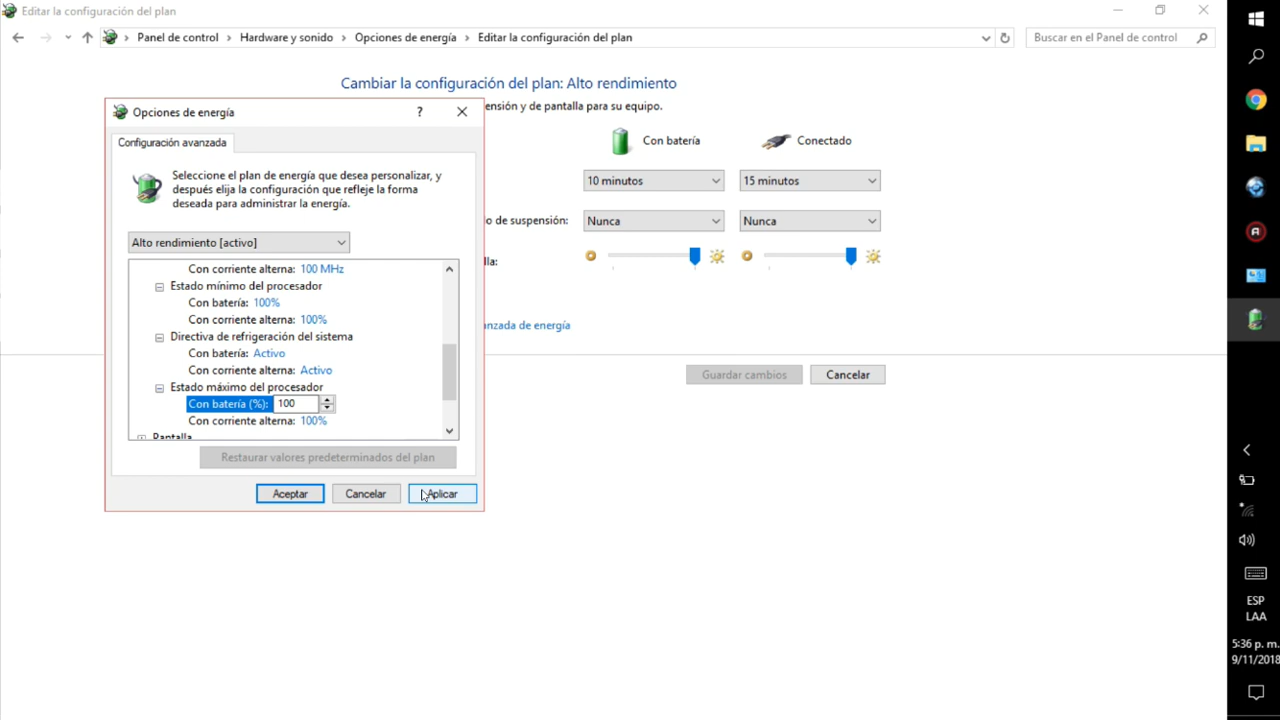 Editar la configuración del plan
Panel de control > Hardware y sonido > Opciones de energía > Editar la configuración del plan
Buscar en el Panel de control
Cambiar la configuración del plan: Alto rendimiento
ensión y de pantalla para su equipo.
Con batería
Conectado
10 minutos
15 minutos
o de suspensión:
Nunca
Nunca
lla:
anzada de energía
Guardar cambios
Cancelar
Opciones de energía
?
Configuración avanzada
Seleccione el plan de energía que desea personalizar, y
después elija la configuración que refleje la forma
deseada para administrar la energía.
Alto rendimiento [activo]
Con corriente alterna: 100 MHz
Estado mínimo del procesador
Con batería: 100%
Con corriente alterna: 100%
Directiva de refrigeración del sistema
Con batería: Activo
Con corriente alterna: Activo
Estado máximo del procesador
Con batería (%): 100
Con corriente alterna: 100%
Pantalla
Restaurar valores predeterminados del plan
Aceptar
Cancelar
Aplicar
ESP
LAA
5:36 p. m.
9/11/2018